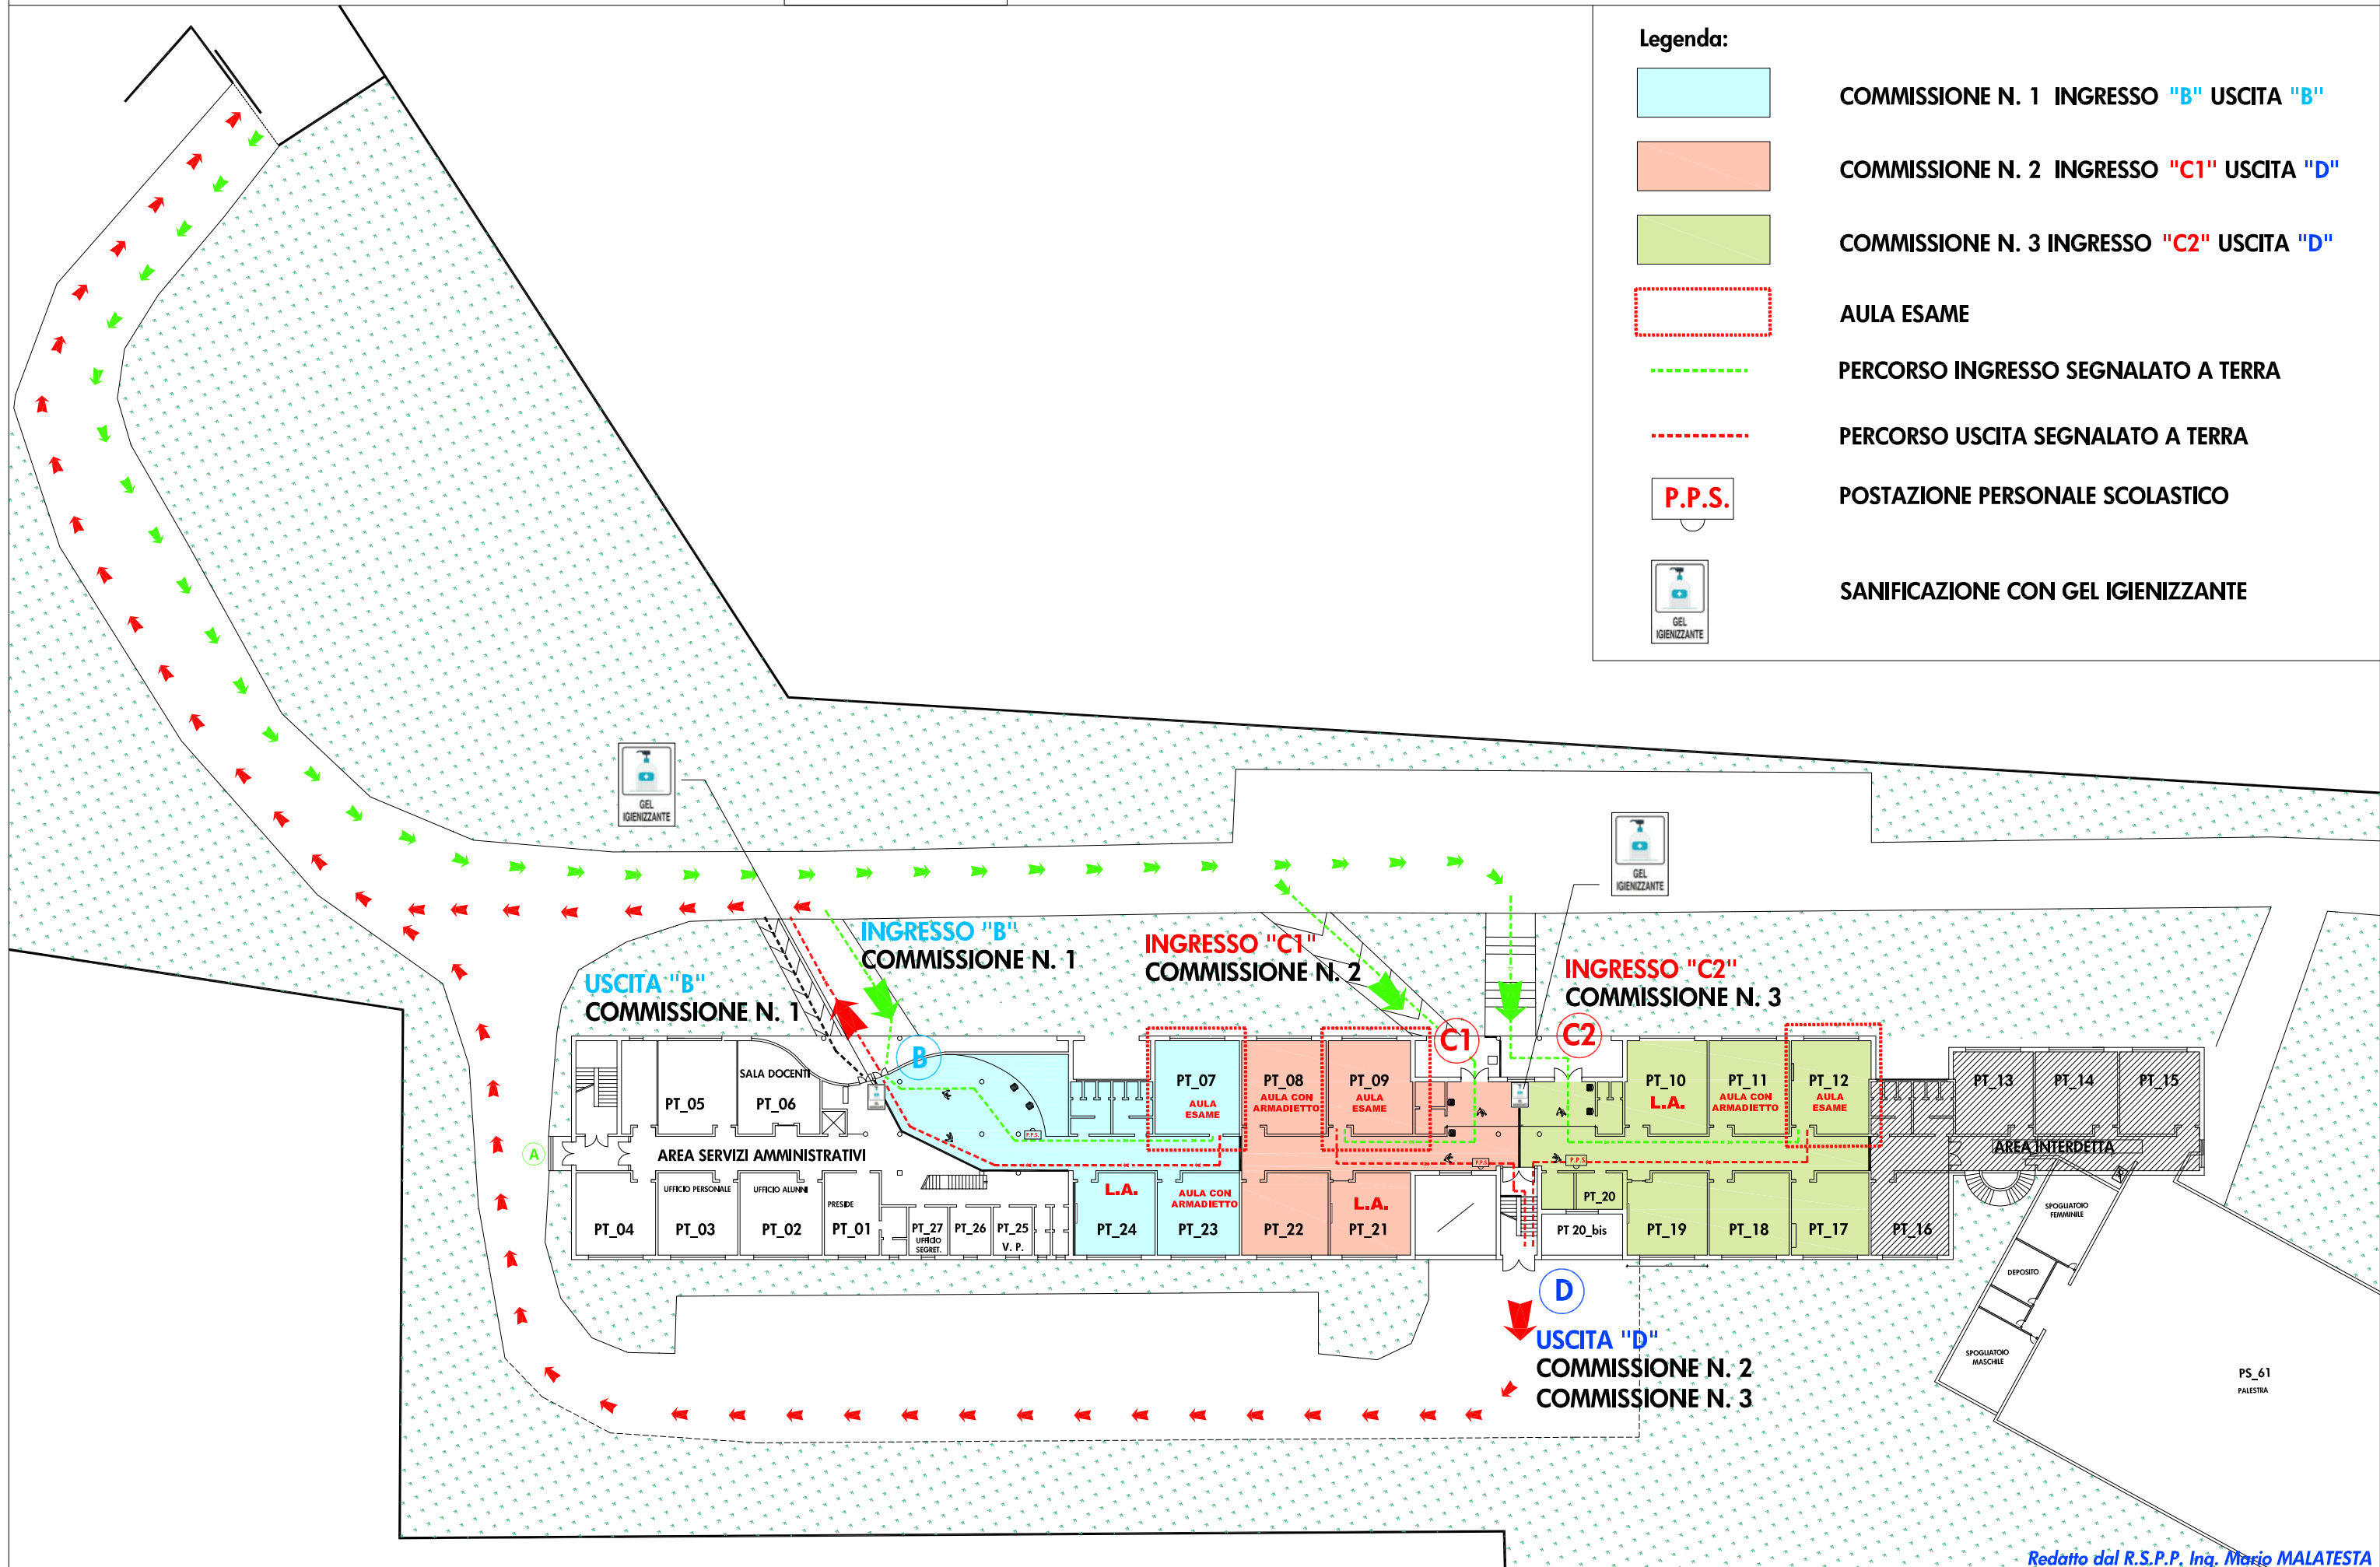 Legenda:
COMMISSIONE N. 1 INGRESSO "B" USCITA "B"
COMMISSIONE N. 2 INGRESSO "C1" USCITA "D"
COMMISSIONE N. 3 INGRESSO "C2" USCITA "D"
AULA ESAME
PERCORSO INGRESSO SEGNALATO A TERRA
PERCORSO USCITA SEGNALATO A TERRA
P.P.S.
POSTAZIONE PERSONALE SCOLASTICO
GEL
IGIENIZZANTE
SANIFICAZIONE CON GEL IGIENIZZANTE
GEL
IGIENIZZANTE
GEL
IGIENIZZANTE
USCITA "B"
COMMISSIONE N. 1
INGRESSO "B"
COMMISSIONE N. 1
INGRESSO "C1"
COMMISSIONE N. 2
INGRESSO "C2"
COMMISSIONE N. 3
B
C1
C2
SALA DOCENTI
PT_05
PT_06
PT_07
AULA
ESAME
PT_08
AULA CON
ARMADIETTO
PT_09
AULA
ESAME
PT_10
L.A.
PT_11
AULA CON
ARMADIETTO
PT_12
AULA
ESAME
PT_13
PT_14
PT_15
P.P.S.
P.P.S.
P.P.S.
A
AREA SERVIZI AMMINISTRATIVI
AREA INTERDETTA
PT_04
UFFICIO PERSONALE
PT_03
UFFICIO ALUNNI
PT_02
PRESIDE
PT_01
PT_27
UFFICIO
SEGRET.
PT_26
PT_25
V. P.
L.A.
PT_24
AULA CON
ARMADIETTO
PT_23
PT_22
L.A.
PT_21
PT_20
PT 20_bis
PT_19
PT_18
PT_17
PT_16
SPOGLIATOIO
FEMMINILE
DEPOSITO
SPOGLIATOIO
MASCHILE
PS_61
PALESTRA
D
USCITA "D"
COMMISSIONE N. 2
COMMISSIONE N. 3
Redatto dal R.S.P.P. Ing. Mario MALATESTA